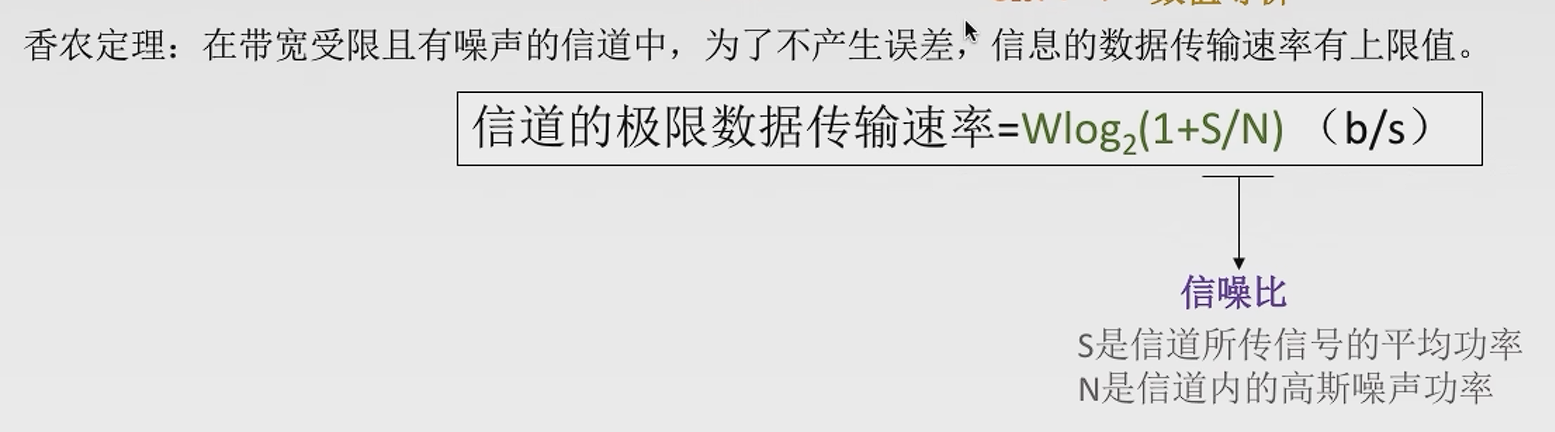 香农定理：在带宽受限且有噪声的信道中，为了不产生误差，信息的数据传输速率有上限值。
信道的极限数据传输速率=Wlog₂(1+S/N) （b/s）
信噪比
S是信道所传信号的平均功率
N是信道内的高斯噪声功率